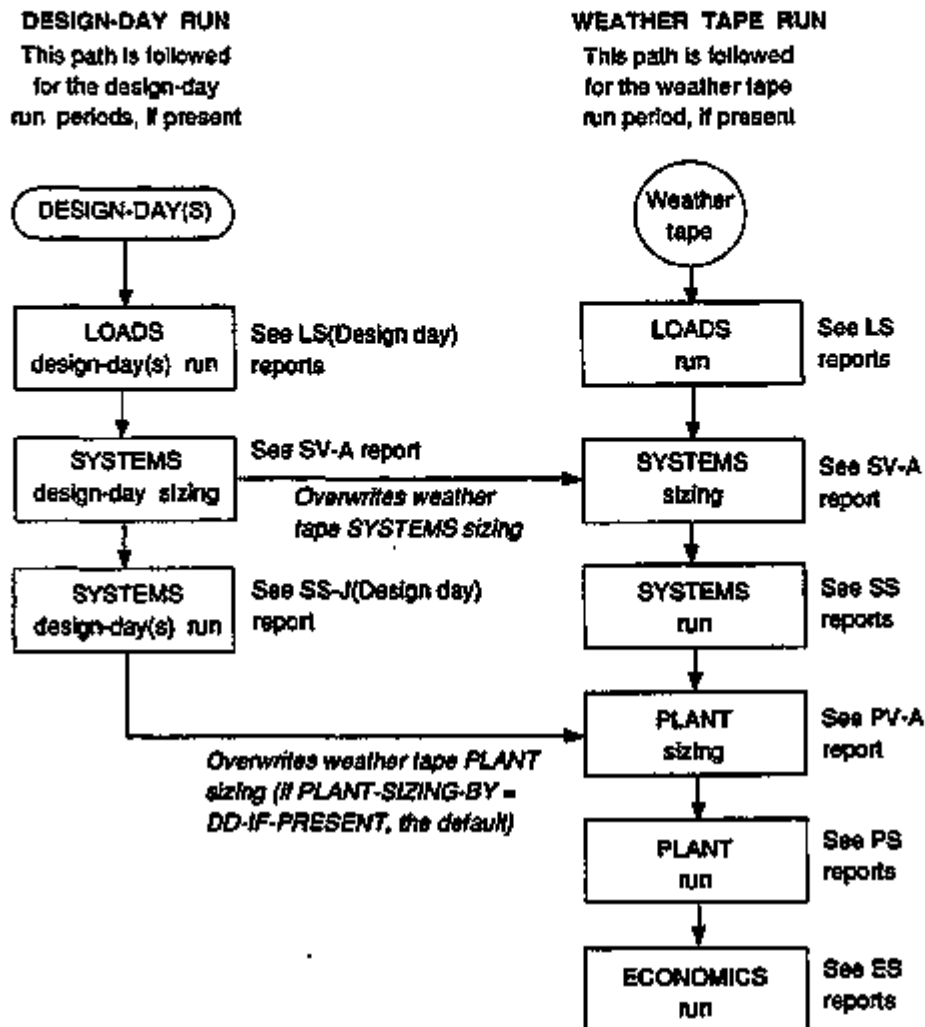 DESIGN-DAY RUN
This path is followed
for the design-day
run periods, if present
WEATHER TAPE RUN
This path is followed
for the weather tape
run period, if present
DESIGN-DAY(S)
Weather
tape
LOADS
design-day(s) run
See LS(Design day)
reports
LOADS
run
See LS
reports
SYSTEMS
design-day sizing
See SV-A report
Overwrites weather
tape SYSTEMS sizing
SYSTEMS
sizing
See SV-A
report
SYSTEMS
design-day(s) run
See SS-J(Design day)
report
SYSTEMS
run
See SS
reports
PLANT
sizing
See PV-A
report
Overwrites weather tape PLANT
sizing (if PLANT-SIZING-BY =
DD-IF-PRESENT, the default)
PLANT
run
See PS
reports
ECONOMICS
run
See ES
reports